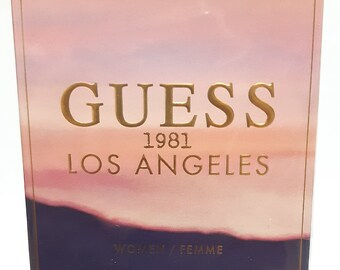 GUESS
1981
LOS ANGELES
WOMEN / FEMME